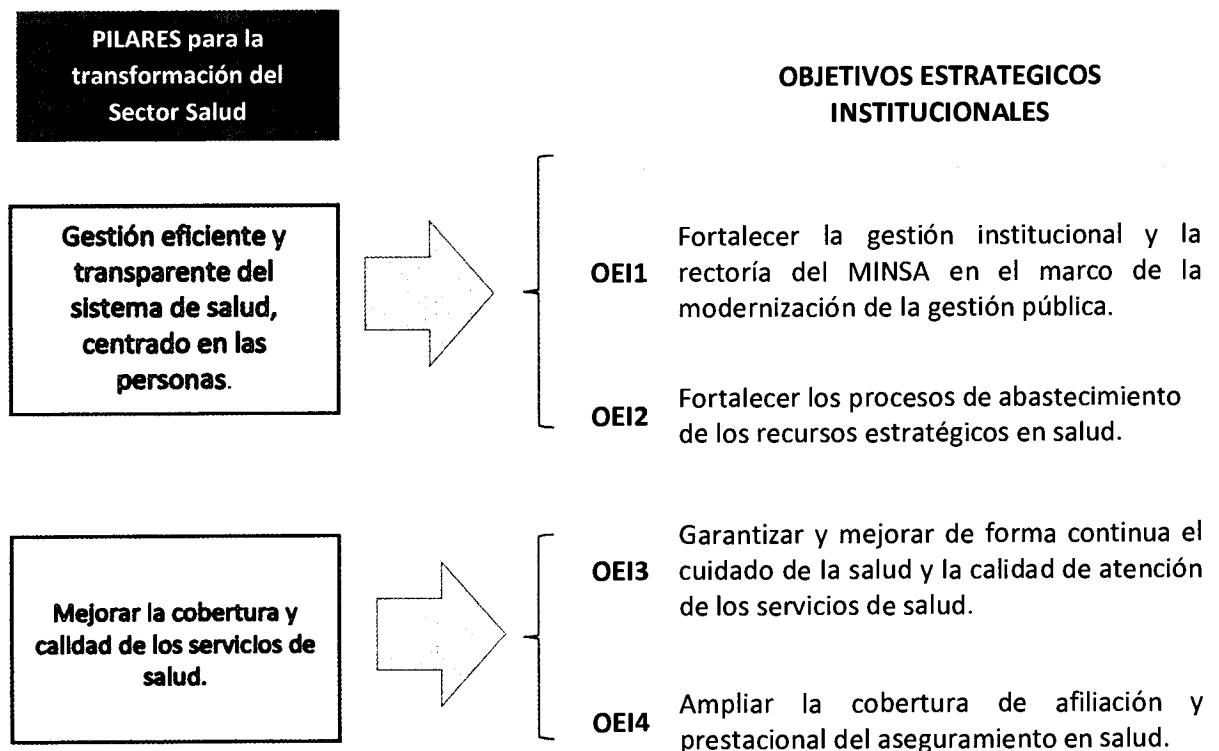 PILARES para la
transformación del
Sector Salud
OBJETIVOS ESTRATEGICOS
INSTITUCIONALES
Gestión eficiente y
transparente del
sistema de salud,
centrado en las
personas.
OEI1
Fortalecer la gestión institucional y la
rectoría del MINSA en el marco de la
modernización de la gestión pública.
OEI2
Fortalecer los procesos de abastecimiento
de los recursos estratégicos en salud.
Mejorar la cobertura y
calidad de los servicios de
salud.
OEI3
Garantizar y mejorar de forma continua el
cuidado de la salud y la calidad de atención
de los servicios de salud.
OEI4
Ampliar la cobertura de afiliación y
prestacional del aseguramiento en salud.